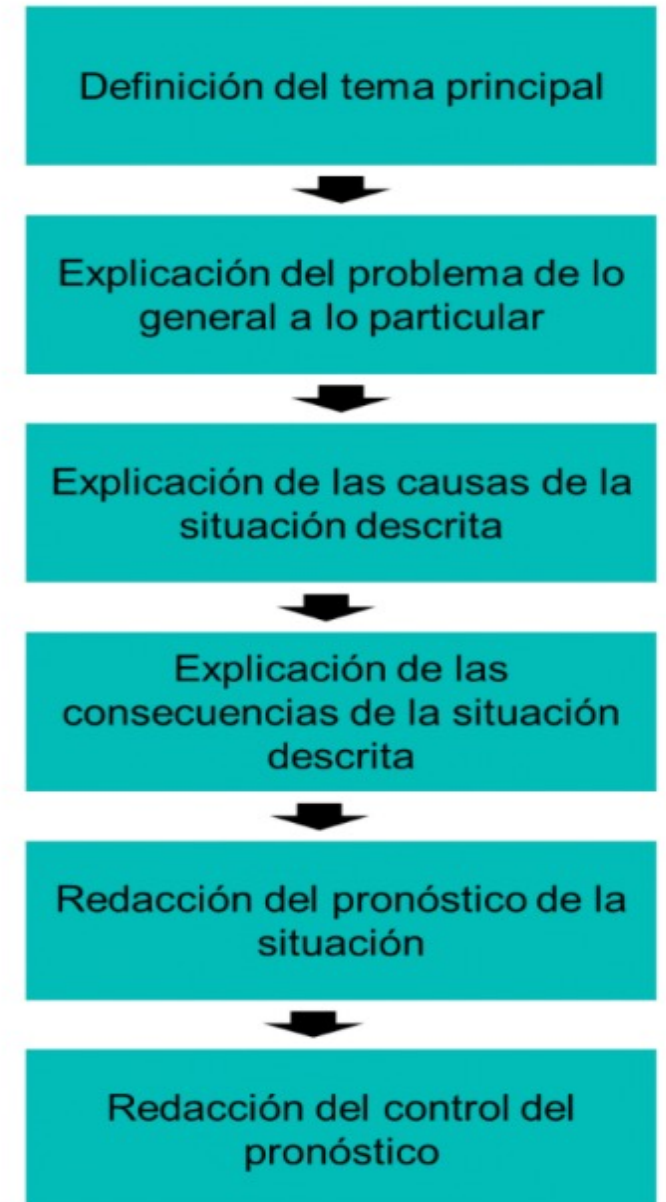 Definición del tema principal
Explicación del problema de lo
general a lo particular
Explicación de las causas de la
situación descrita
Explicación de las
consecuencias de la situación
descrita
Redacción del pronóstico de la
situación
Redacción del control del
pronóstico